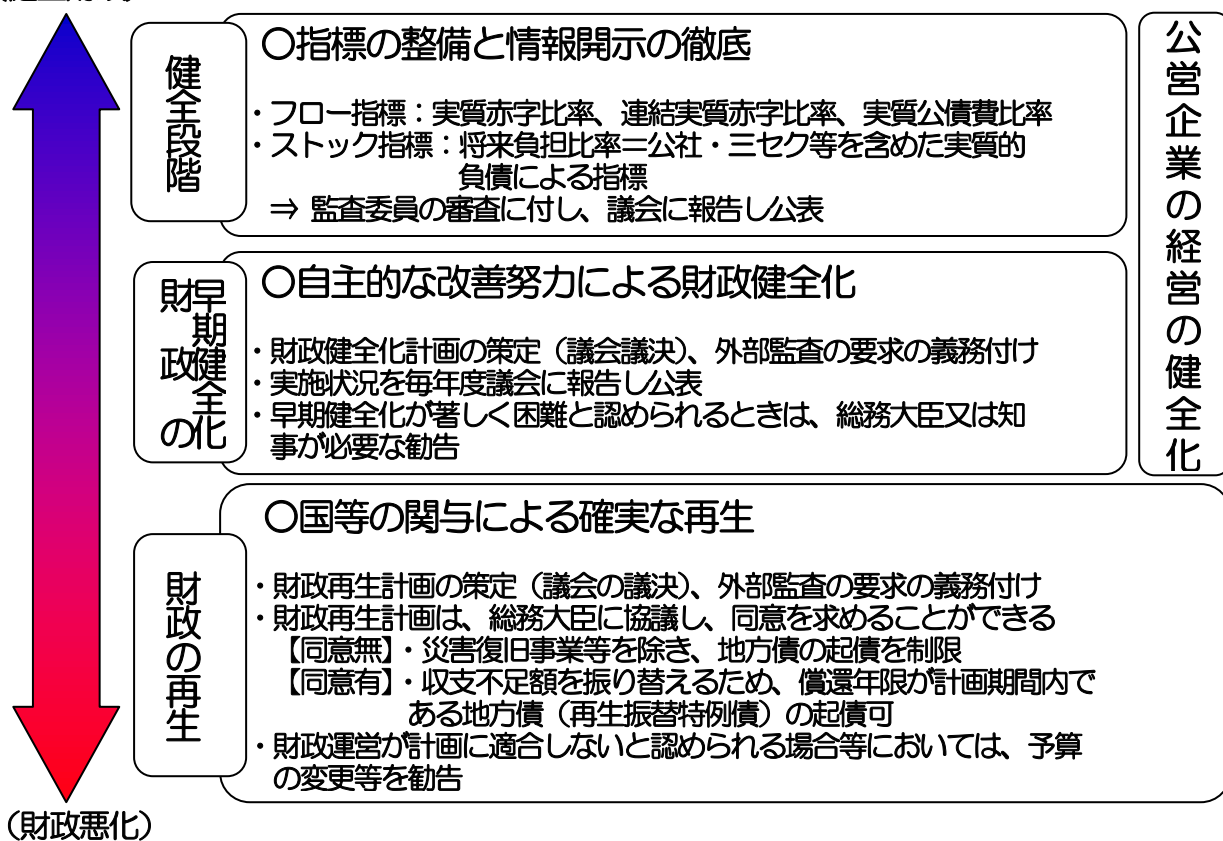 健全段階
〇指標の整備と情報開示の徹底
・フロー指標：実質赤字比率、連結実質赤字比率、実質公債費比率
・ストック指標：将来負担比率＝公社・三セク等を含めた実質的
負債による指標
⇒ 監査委員の審査に付し、議会に報告し公表
財政の
早期健全化
〇自主的な改善努力による財政健全化
・財政健全化計画の策定（議会議決）、外部監査の要求の義務付け
・実施状況を毎年度議会に報告し公表
・早期健全化が著しく困難と認められるときは、総務大臣又は知
事が必要な勧告
公営企業の経営の健全化
財政の再生
〇国等の関与による確実な再生
・財政再生計画の策定（議会の議決）、外部監査の要求の義務付け
・財政再生計画は、総務大臣に協議し、同意を求めることができる
【同意無】・災害復旧事業等を除き、地方債の起債を制限
【同意有】・収支不足額を振り替えるため、償還年限が計画期間内で
ある地方債（再生振替特例債）の起債可
・財政運営が計画に適合しないと認められる場合等においては、予算
の変更等を勧告
（財政悪化）